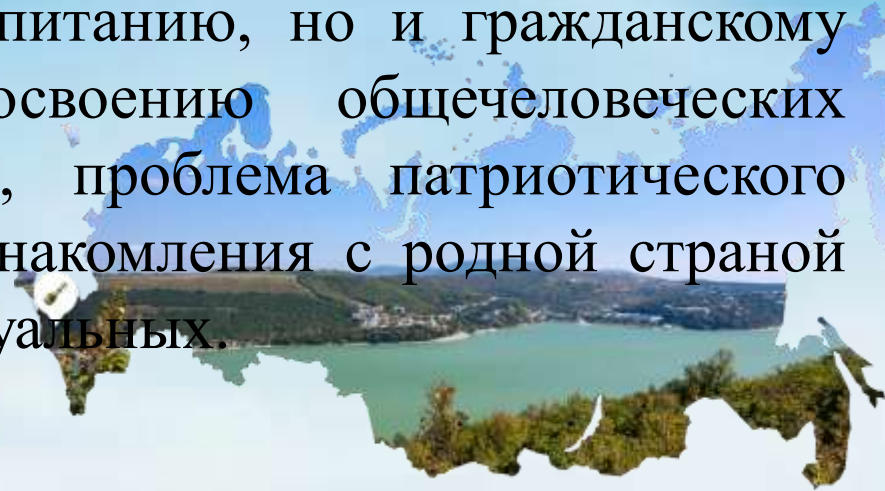 питанию, но и гражданскому
освоению общечеловеческих
, проблема патриотического
накомления с родной страной
уальных.